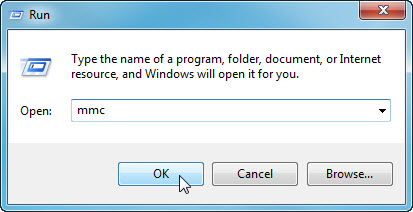 Run
Type the name of a program, folder, document, or Internet
resource, and Windows will open it for you.
Open: mmc
OK Cancel Browse...